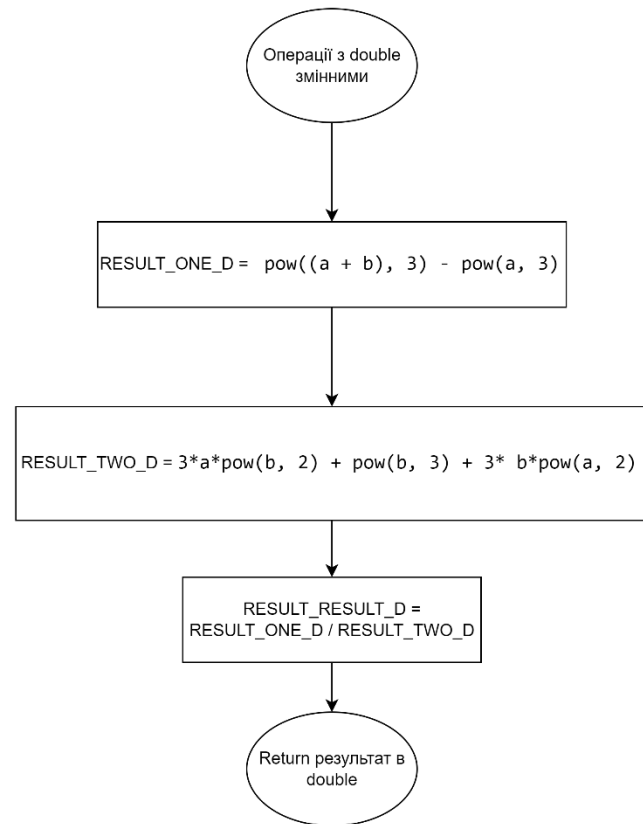 Операції з double
змінними
RESULT_ONE_D = pow((a + b), 3) - pow(a, 3)
RESULT_TWO_D = 3*a*pow(b, 2) + pow(b, 3) + 3* b*pow(a, 2)
RESULT_RESULT_D =
RESULT_ONE_D / RESULT_TWO_D
Return результат в
double